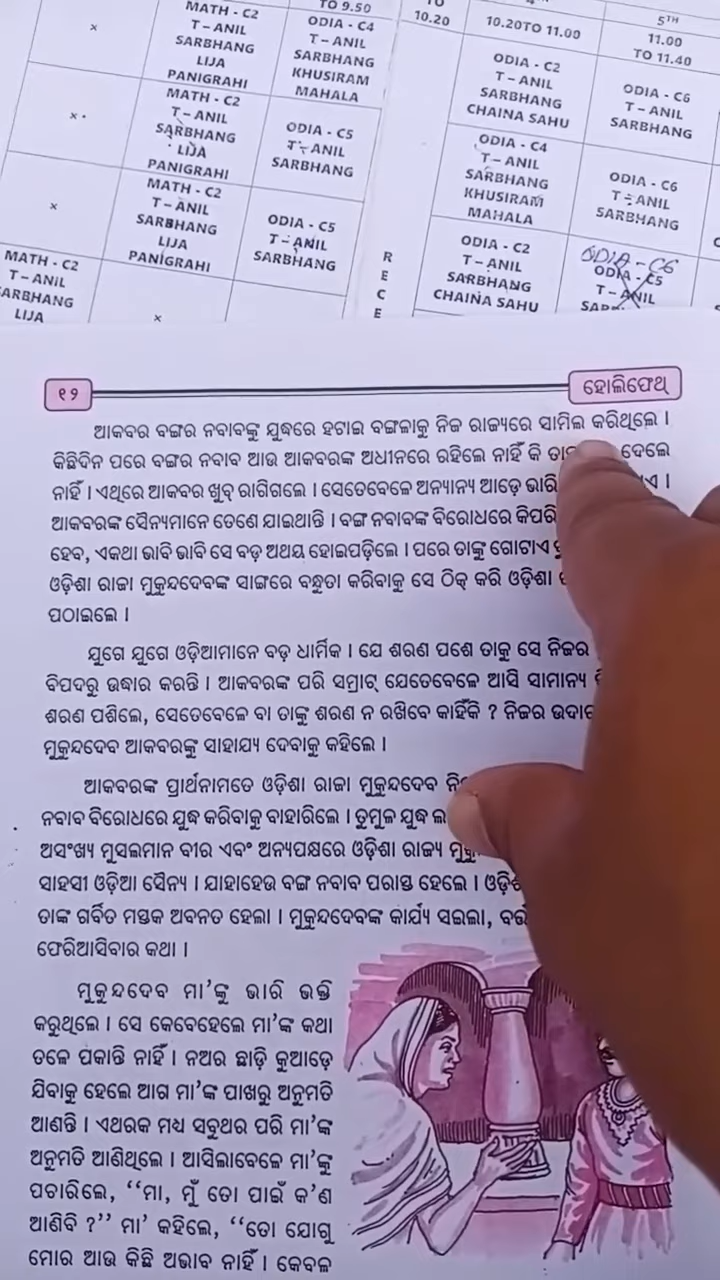 MATH - C2
T - ANIL
SARBHANG
LIJA
PANIGRAHI
TO 9.50
ODIA - C4
T - ANIL
SARBHANG
KHUSIRAM
MAHALA
TO
10.20
10.20TO 11.00
5TH
11.00
TO 11.40
ODIA - C2
T - ANIL
SARBHANG
CHAINA SAHU
ODIA - C6
T - ANIL
SARBHANG
×
×
MATH - C2
T - ANIL
SARBHANG
LIJA
PANIGRAHI
ODIA - C5
T - ANIL
SARBHANG
ODIA - C4
T - ANIL
SARBHANG
KHUSIRAM
MAHALA
ODIA - C6
T - ANIL
SARBHANG
×
MATH - C2
T - ANIL
SARBHANG
LIJA
PANIGRAHI
ODIA - C5
T - ANIL
SARBHANG
R
E
C
E
ODIA - C2
T - ANIL
SARBHANG
CHAINA SAHU
ODIA - C6
ODIA - C5
T - ANIL
MATH - C2
T - ANIL
SARBHANG
LIJA
×
୧୨
ହୋଲିଫେଥ୍
ଆକବର ବଙ୍ଗର ନବାବଙ୍କୁ ଯୁଦ୍ଧରେ ହଟାଇ ବଙ୍ଗଳାକୁ ନିଜ ରାଜ୍ୟରେ ସାମିଲ କରିଥିଲେ ।
କିଛିଦିନ ପରେ ବଙ୍ଗର ନବାବ ଆଉ ଆକବରଙ୍କ ଅଧୀନରେ ରହିଲେ ନାହିଁ କି ଦେଲେ
ନାହିଁ । ଏଥିରେ ଆକବର ଖୁବ୍ ରାଗିଗଲେ । ସେତେବେଳେ ଅନ୍ୟାନ୍ୟ ଆଡ଼େ ଭାରି
ଆକବରଙ୍କ ସୈନ୍ୟମାନେ ତେଣେ ଯାଇଥାନ୍ତି । ବଙ୍ଗ ନବାବଙ୍କ ବିରୋଧରେ କିପରି
ହେବ, ଏକଥା ଭାବି ଭାବି ସେ ବଡ଼ ଅଥୟ ହୋଇପଡ଼ିଲେ । ପରେ ତାଙ୍କୁ ଗୋଟାଏ
ଓଡ଼ିଶା ରାଜା ମୁକୁନ୍ଦଦେବଙ୍କ ସାଙ୍ଗରେ ବନ୍ଧୁତା କରିବାକୁ ସେ ଠିକ୍ କରି ଓଡ଼ିଶା
ପଠାଇଲେ ।
ଯୁଗେ ଯୁଗେ ଓଡ଼ିଆମାନେ ବଡ଼ ଧାର୍ମିକ । ଯେ ଶରଣ ପଶେ ତାକୁ ସେ ନିଜର
ବିପଦରୁ ଉଦ୍ଧାର କରନ୍ତି । ଆକବରଙ୍କ ପରି ସମ୍ରାଟ୍ ଯେତେବେଳେ ଆସି ସାମାନ୍ୟ
ଶରଣ ପଶିଲେ, ସେତେବେଳେ ବା ତାଙ୍କୁ ଶରଣ ନ ରଖିବେ କାହିଁକି ? ନିଜର
ମୁକୁନ୍ଦଦେବ ଆକବରଙ୍କୁ ସାହାଯ୍ୟ ଦେବାକୁ କହିଲେ ।
ଆକବରଙ୍କ ପ୍ରାର୍ଥନାମତେ ଓଡ଼ିଶା ରାଜା ମୁକୁନ୍ଦଦେବ
ନବାବ ବିରୋଧରେ ଯୁଦ୍ଧ କରିବାକୁ ବାହାରିଲେ । ତୁମୁଳ ଯୁଦ୍ଧ
ଅସଂଖ୍ୟ ମୁସଲମାନ ବୀର ଏବଂ ଅନ୍ୟପକ୍ଷରେ ଓଡ଼ିଶା ରାଜ୍ୟ
ସାହସୀ ଓଡ଼ିଆ ସୈନ୍ୟ । ଯାହାହେଉ ବଙ୍ଗ ନବାବ ପରାସ୍ତ ହେଲେ ।
ତାଙ୍କ ଗର୍ବିତ ମସ୍ତକ ଅବନତ ହେଲା । ମୁକୁନ୍ଦଦେବଙ୍କ କାର୍ଯ୍ୟ ସଇଲା,
ଫେରିଆସିବାର କଥା ।
ମୁକୁନ୍ଦଦେବ ମା'ଙ୍କୁ ଭାରି ଭକ୍ତି
କରୁଥିଲେ । ସେ କେବେହେଲେ ମା'ଙ୍କ କଥା
ତଳେ ପକାନ୍ତି ନାହିଁ । ନଅର ଛାଡ଼ି କୁଆଡ଼େ
ଯିବାକୁ ହେଲେ ଆଗ ମା'ଙ୍କ ପାଖରୁ ଅନୁମତି
ଆଣନ୍ତି । ଏଥରକ ମଧ୍ୟ ସବୁଥର ପରି ମା'ଙ୍କ
ଅନୁମତି ଆଣିଥିଲେ । ଆସିଲାବେଳେ ମା'ଙ୍କୁ
ପଚାରିଲେ, ‘‘ମା, ମୁଁ ତୋ ପାଇଁ କ'ଣ
ଆଣିବି ?’’ ମା' କହିଲେ, ‘‘ତୋ ଯୋଗୁ
ମୋର ଆଉ କିଛି ଅଭାବ ନାହିଁ । କେବଳ